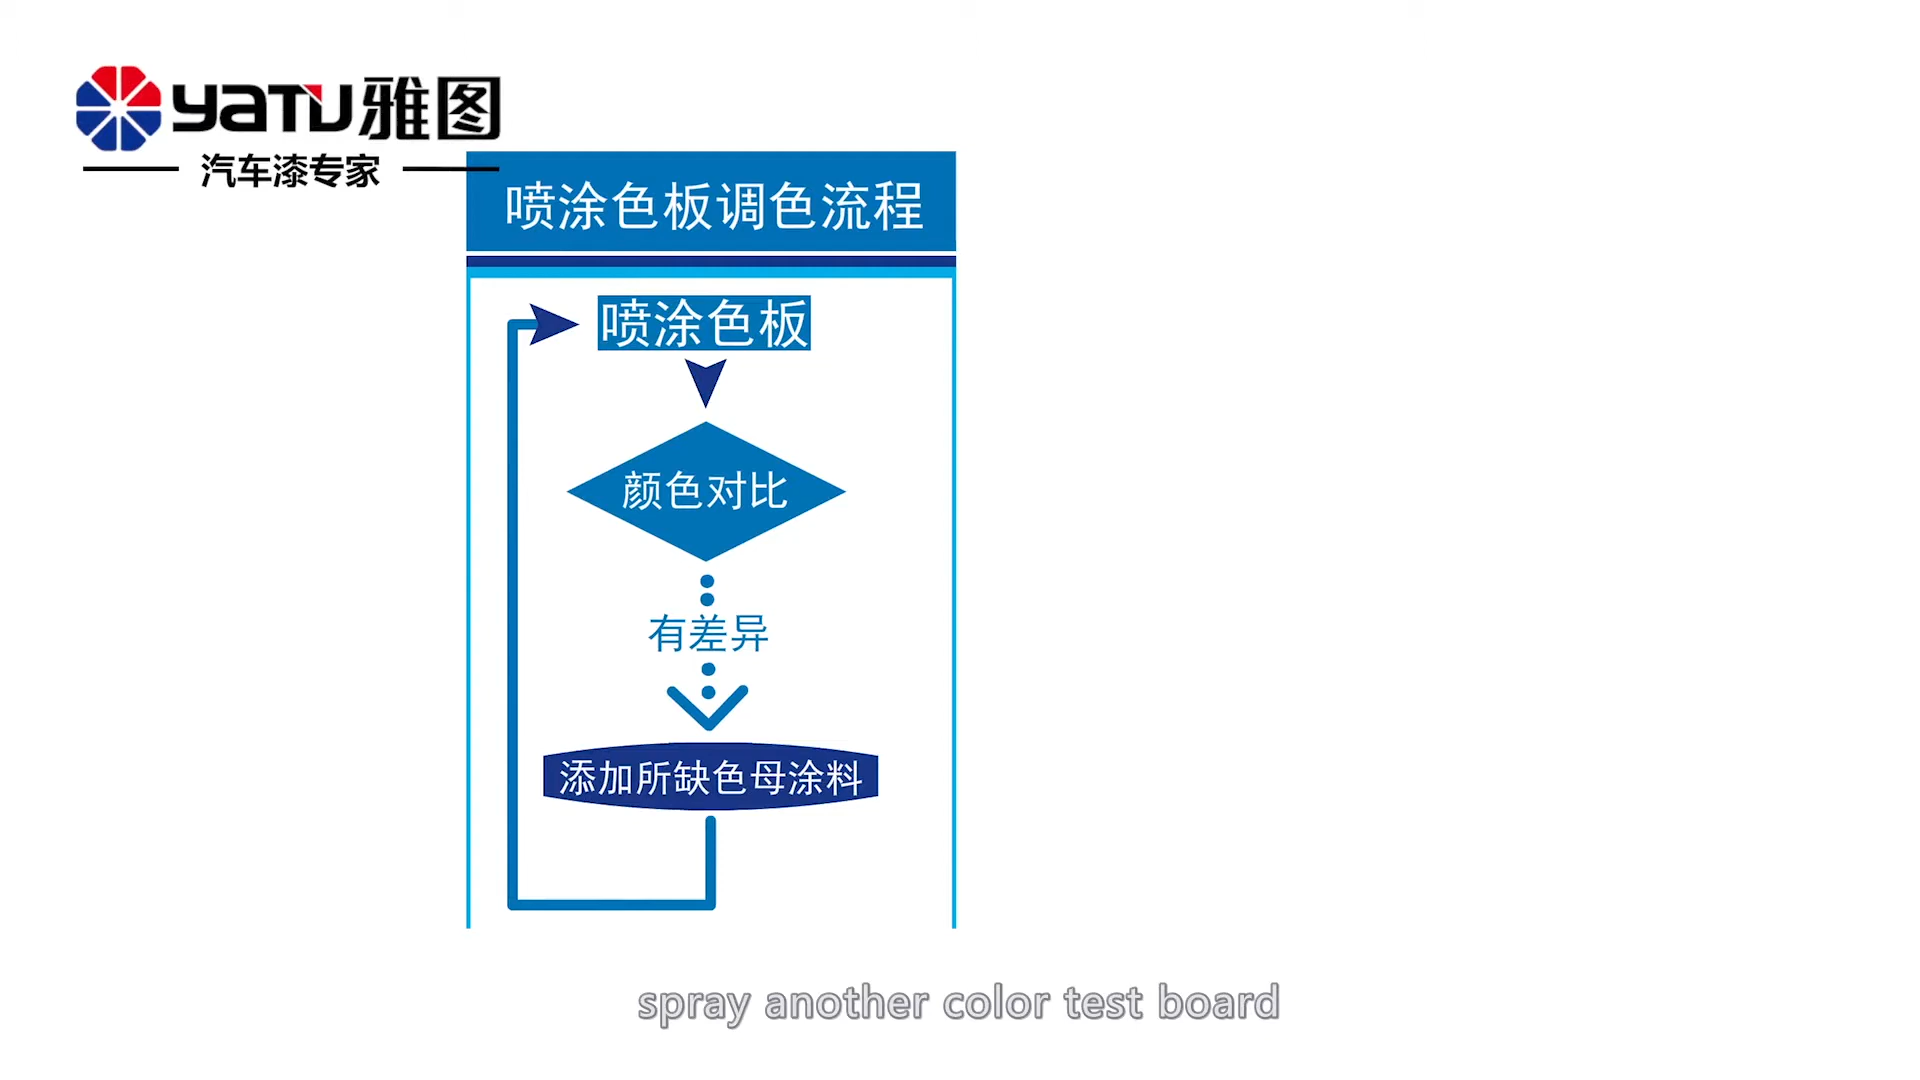 yatu雅图
汽车漆专家
喷涂色板调色流程
喷涂色板
颜色对比
有差异
添加所缺色母涂料
spray another color test board